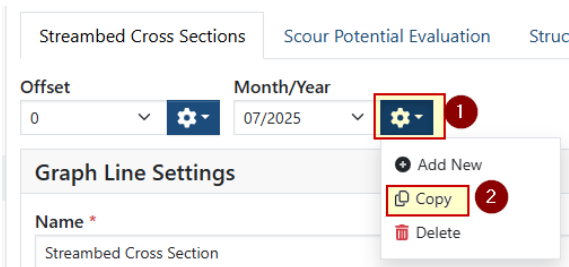 Streambed Cross Sections Scour Potential Evaluation Struc
Offset Month/Year
0 07/2025 1
Graph Line Settings
Add New
Copy 2
Name *
Delete
Streambed Cross Section